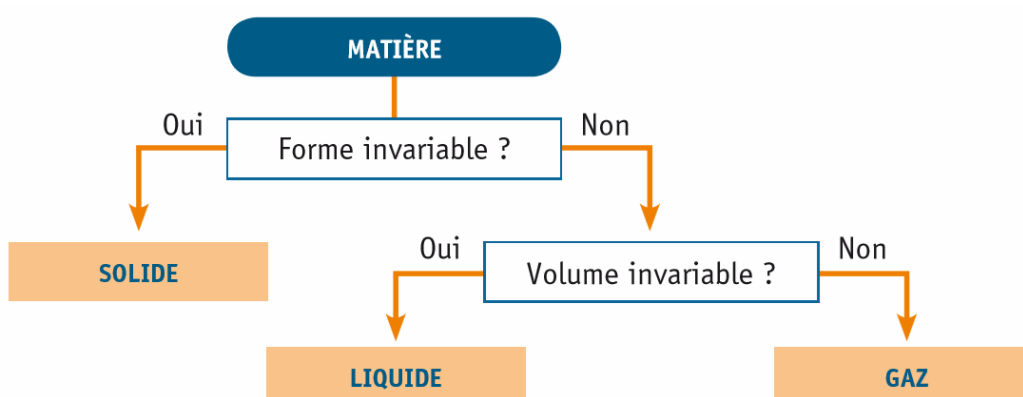 MATIÈRE
Oui
Non
Forme invariable ?
SOLIDE
Oui
Non
Volume invariable ?
LIQUIDE
GAZ